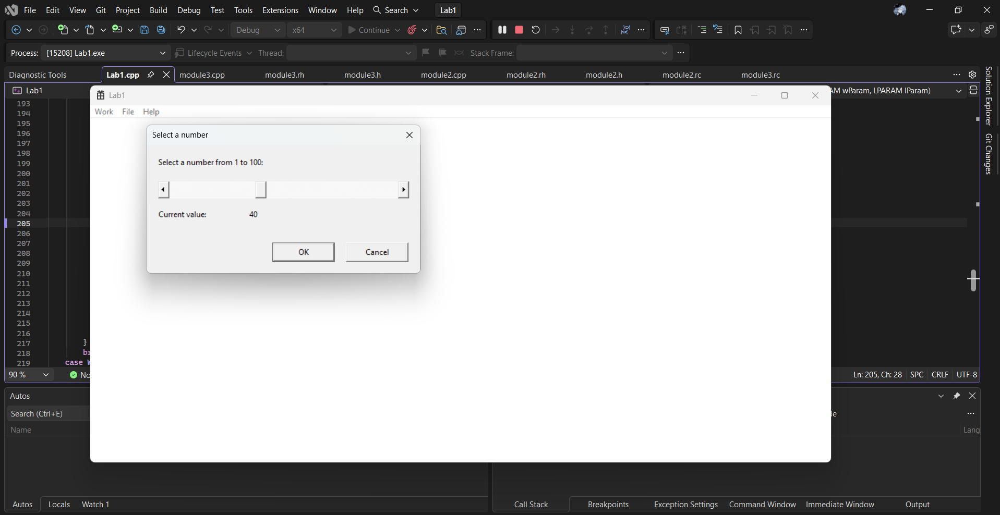 File Edit View Git Project Build Debug Test Tools Extensions Window Help Search Lab1
Debug x64 Continue
Process: [15208] Lab1.exe Lifecycle Events Thread: Stack Frame:
Diagnostic Tools Lab1.cpp module3.cpp module3.rh module3.h module2.cpp module2.rh module2.h module2.rc module3.rc
Lab1 AM wParam, LPARAM lParam)
Solution Explorer
Git Changes
Lab1
Work File Help
Select a number
Select a number from 1 to 100:
Current value: 40
OK Cancel
193
194
195
196
197
198
199
200
201
202
203
204
205
206
207
208
209
210
211
212
213
214
215
216
217 }
218 br
219 case W
90 % No Ln: 205, Ch: 28 SPC CRLF UTF-8
Autos
Search (Ctrl+E)
Name
Lang
Autos Locals Watch 1
Call Stack Breakpoints Exception Settings Command Window Immediate Window Output